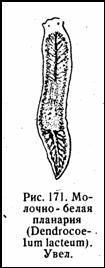 Рис. 171. Мо-
лочно-белая
планария
(Dendrocoe-
lum lacteum).
Увел.